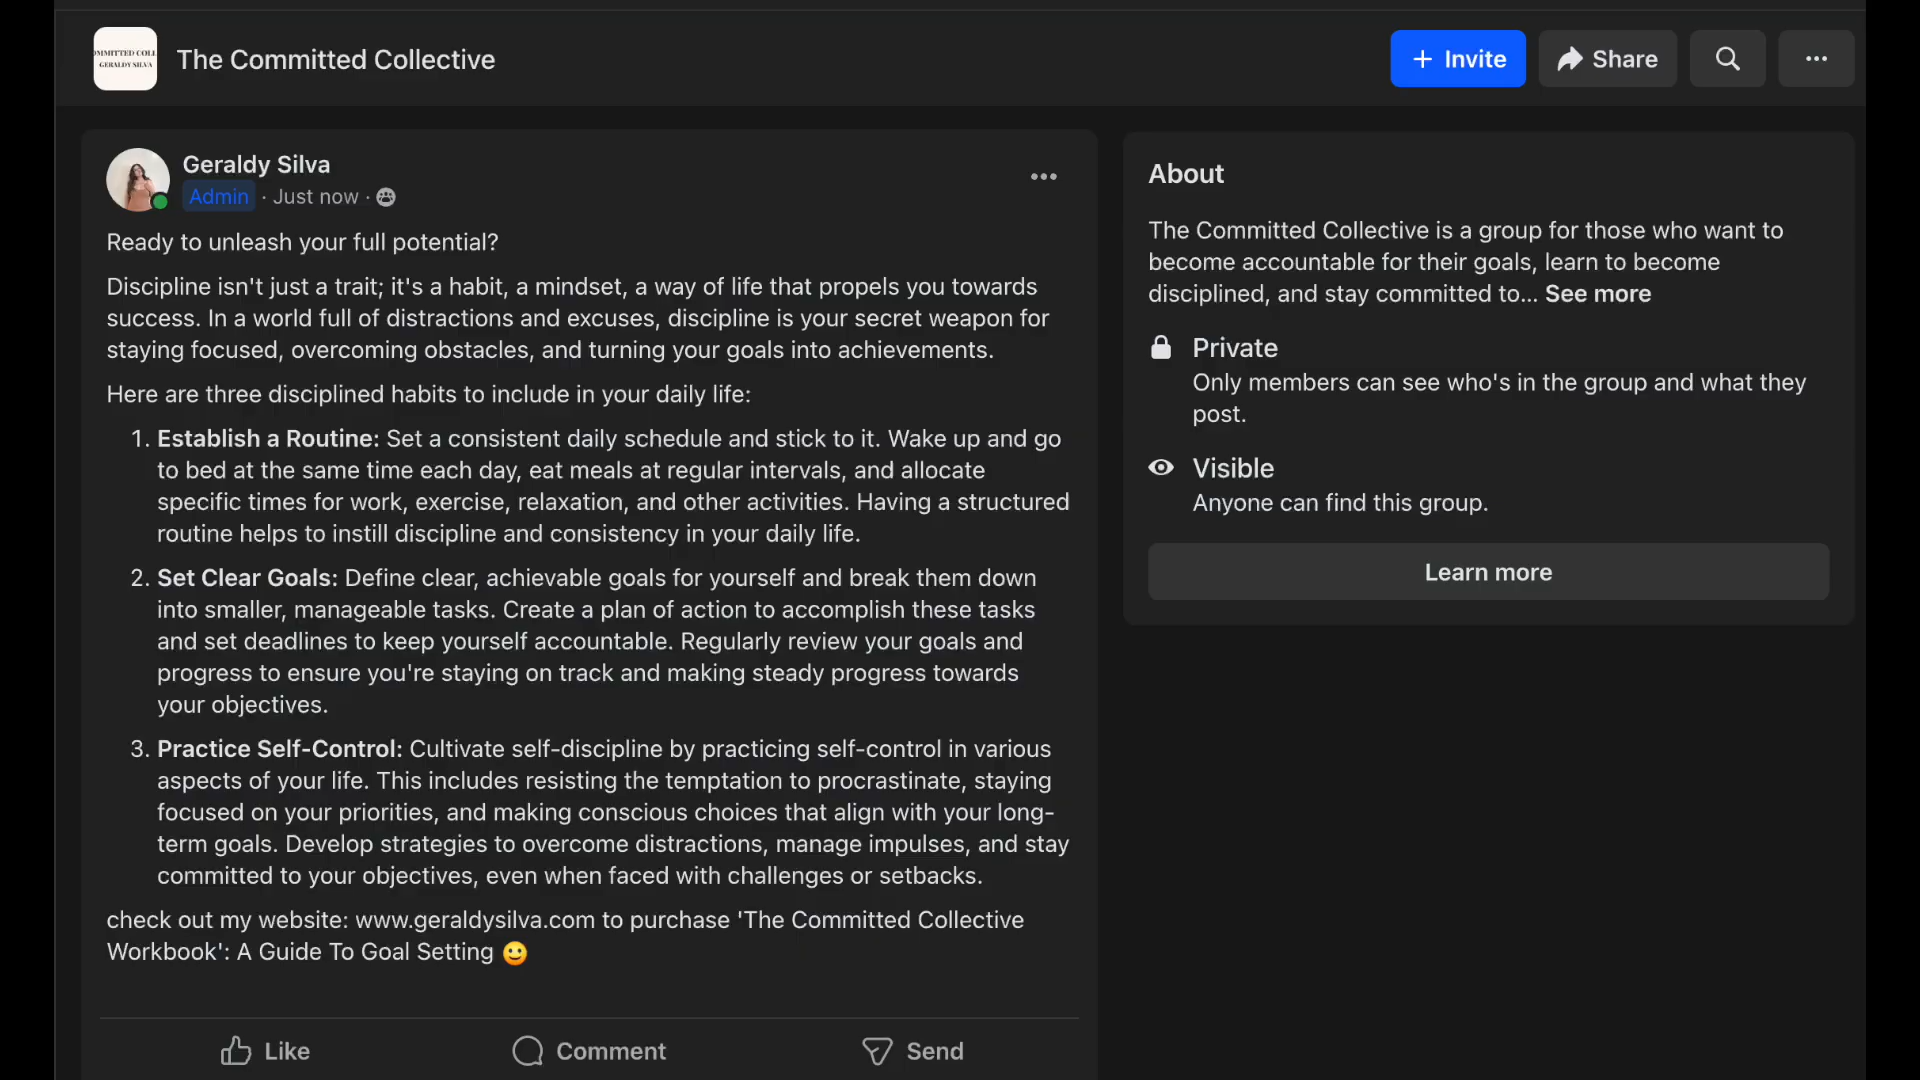 OMMITTED COLL
GERALDY SILVA
The Committed Collective
+ Invite
Share
Geraldy Silva
Admin · Just now ·
Ready to unleash your full potential?
Discipline isn't just a trait; it's a habit, a mindset, a way of life that propels you towards
success. In a world full of distractions and excuses, discipline is your secret weapon for
staying focused, overcoming obstacles, and turning your goals into achievements.
Here are three disciplined habits to include in your daily life:
1. Establish a Routine: Set a consistent daily schedule and stick to it. Wake up and go
to bed at the same time each day, eat meals at regular intervals, and allocate
specific times for work, exercise, relaxation, and other activities. Having a structured
routine helps to instill discipline and consistency in your daily life.
2. Set Clear Goals: Define clear, achievable goals for yourself and break them down
into smaller, manageable tasks. Create a plan of action to accomplish these tasks
and set deadlines to keep yourself accountable. Regularly review your goals and
progress to ensure you're staying on track and making steady progress towards
your objectives.
3. Practice Self-Control: Cultivate self-discipline by practicing self-control in various
aspects of your life. This includes resisting the temptation to procrastinate, staying
focused on your priorities, and making conscious choices that align with your long-
term goals. Develop strategies to overcome distractions, manage impulses, and stay
committed to your objectives, even when faced with challenges or setbacks.
check out my website: www.geraldysilva.com to purchase 'The Committed Collective
Workbook': A Guide To Goal Setting 🙂
Like
Comment
Send
About
The Committed Collective is a group for those who want to
become accountable for their goals, learn to become
disciplined, and stay committed to... See more
Private
Only members can see who's in the group and what they
post.
Visible
Anyone can find this group.
Learn more